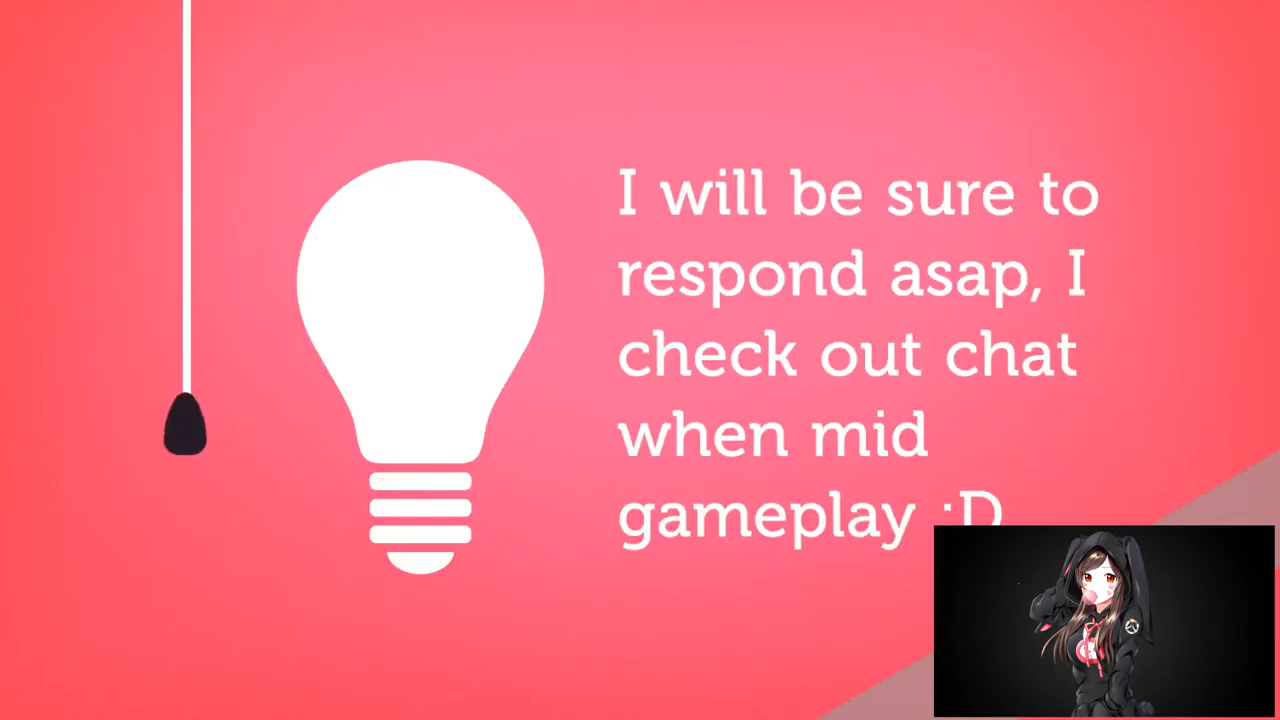 I will be sure to
respond asap, I
check out chat
when mid
gameplay :D